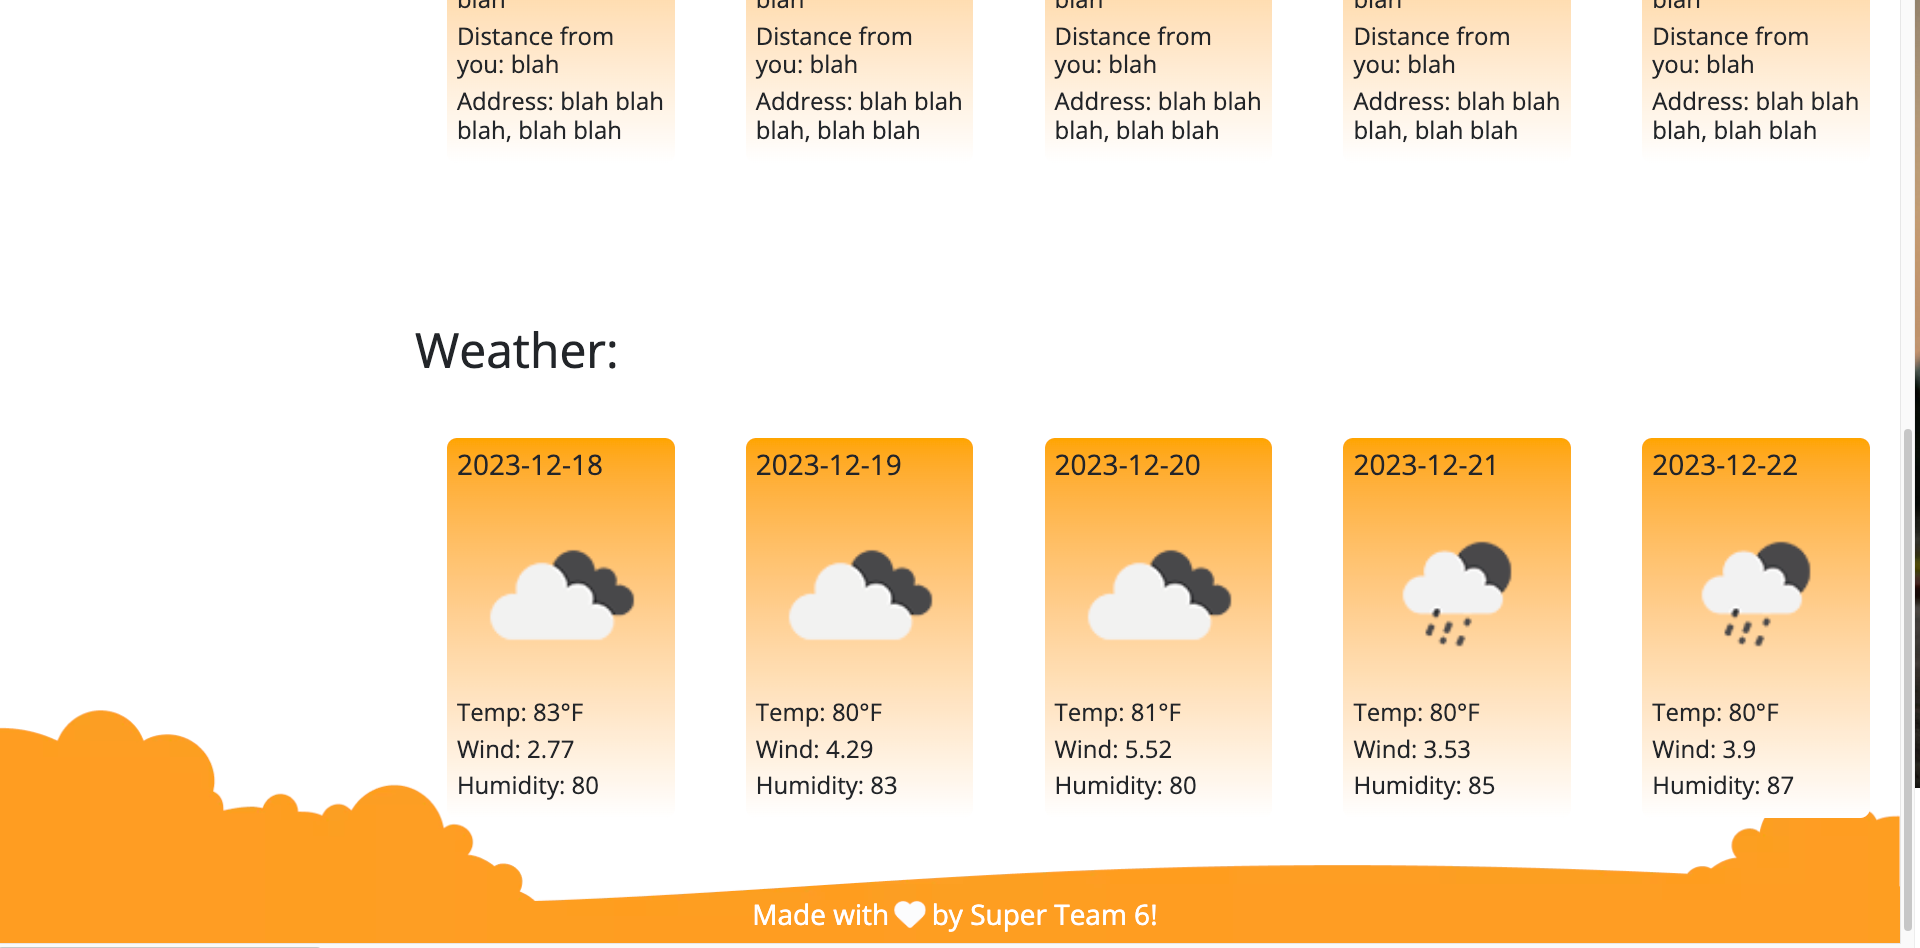 blah blah blah blah blah
Distance from Distance from Distance from Distance from Distance from
you: blah you: blah you: blah you: blah you: blah
Address: blah blah Address: blah blah Address: blah blah Address: blah blah Address: blah blah
blah, blah blah blah, blah blah blah, blah blah blah, blah blah blah, blah blah
Weather:
2023-12-18 2023-12-19 2023-12-20 2023-12-21 2023-12-22
Temp: 83°F Temp: 80°F Temp: 81°F Temp: 80°F Temp: 80°F
Wind: 2.77 Wind: 4.29 Wind: 5.52 Wind: 3.53 Wind: 3.9
Humidity: 80 Humidity: 83 Humidity: 80 Humidity: 85 Humidity: 87
Made with by Super Team 6!